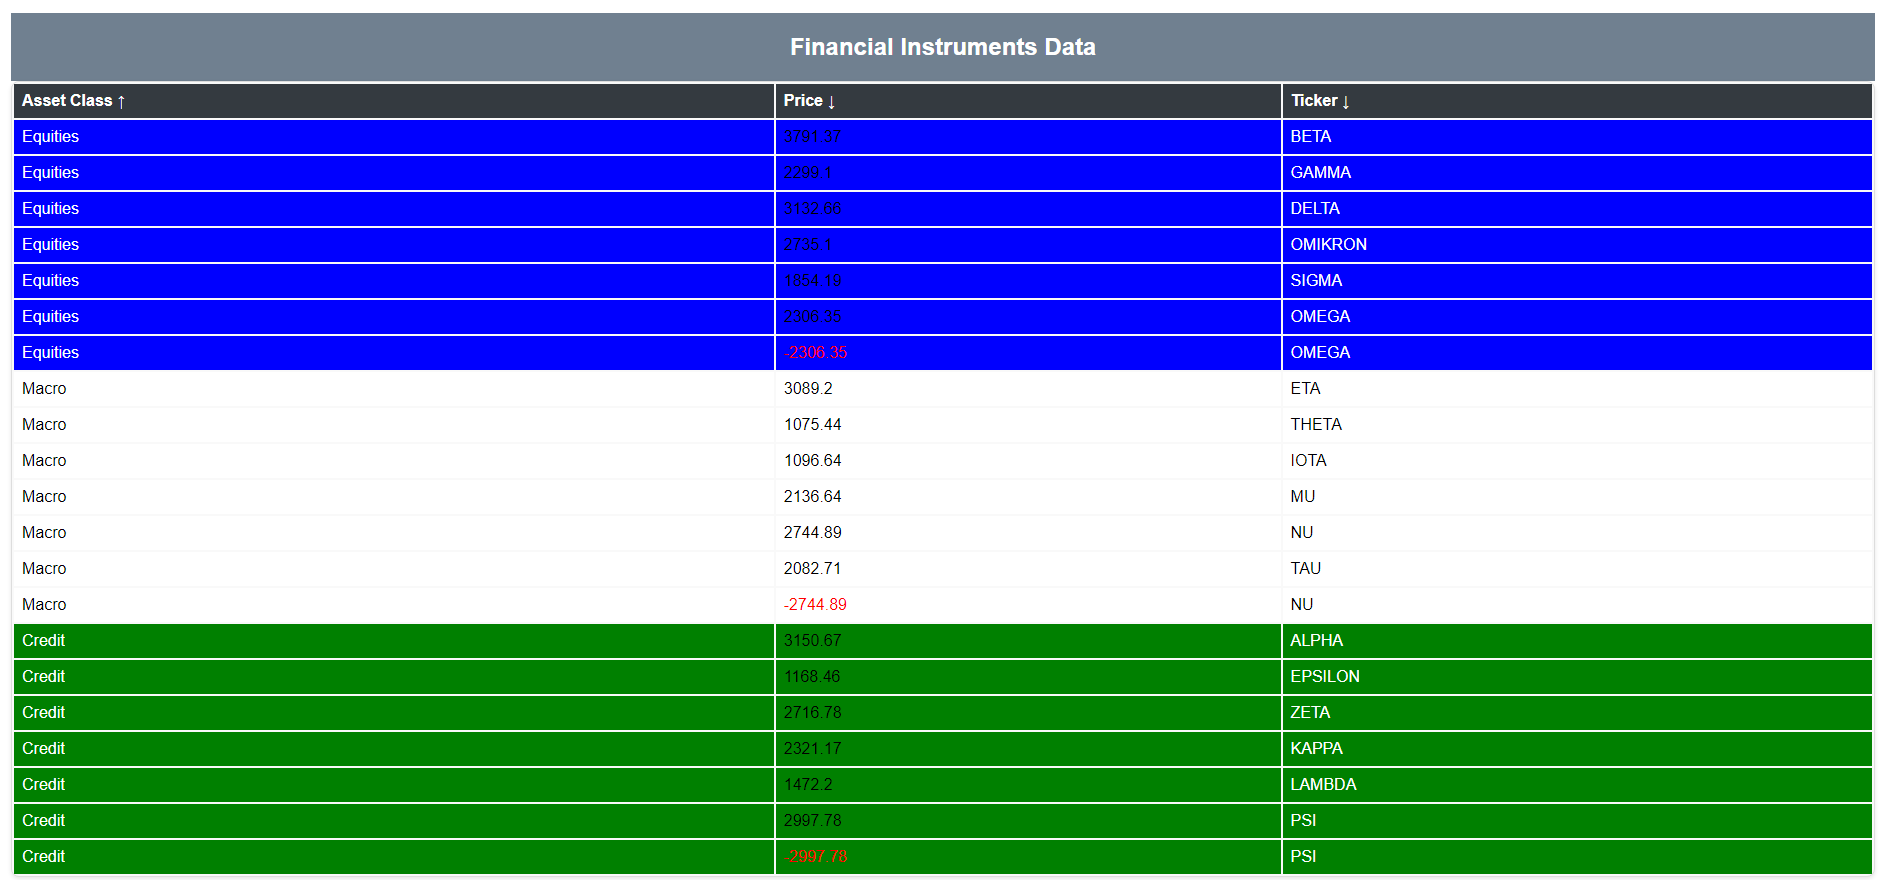 Financial Instruments Data
Asset Class ↑ Price ↓ Ticker ↓
Equities 3791.37 BETA
Equities 2299.1 GAMMA
Equities 3132.66 DELTA
Equities 2735.1 OMIKRON
Equities 1854.19 SIGMA
Equities 2306.35 OMEGA
Equities -2306.35 OMEGA
Macro 3089.2 ETA
Macro 1075.44 THETA
Macro 1096.64 IOTA
Macro 2136.64 MU
Macro 2744.89 NU
Macro 2082.71 TAU
Macro -2744.89 NU
Credit 3150.67 ALPHA
Credit 1168.46 EPSILON
Credit 2716.78 ZETA
Credit 2321.17 KAPPA
Credit 1472.2 LAMBDA
Credit 2997.78 PSI
Credit -2997.78 PSI